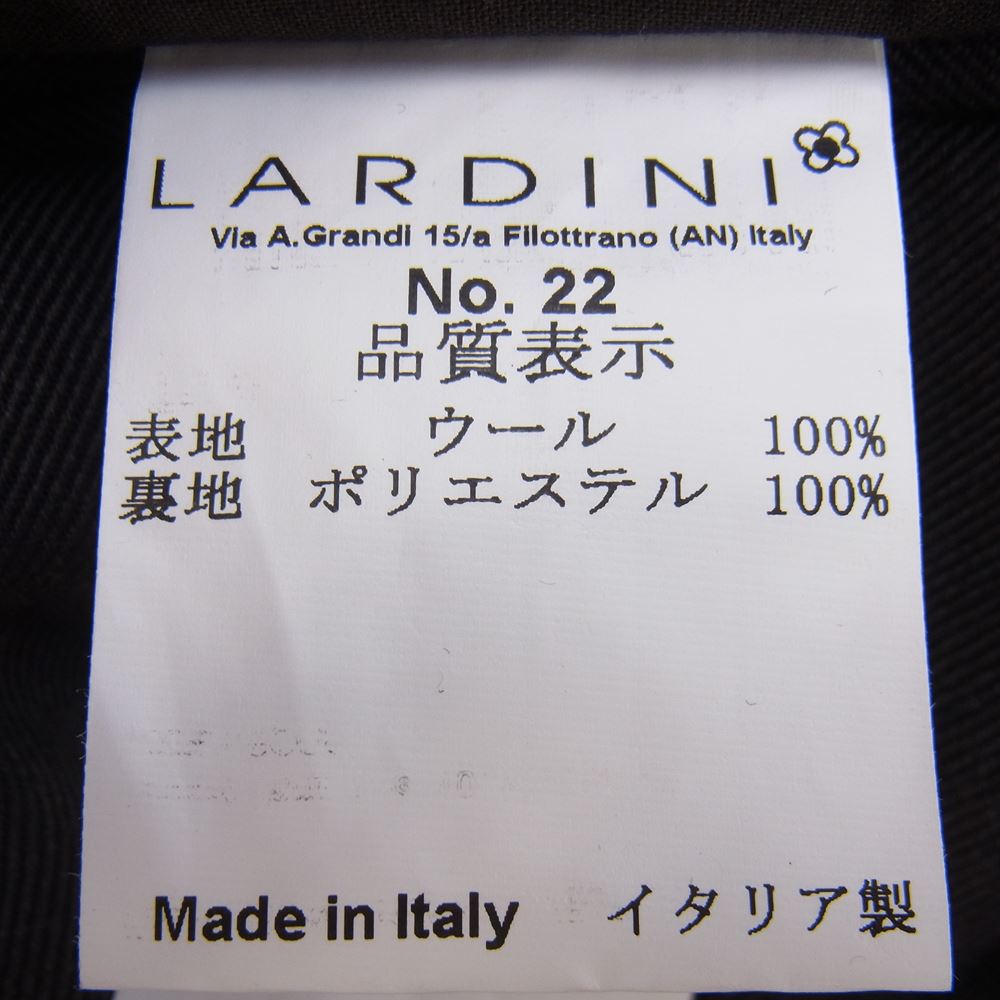 LARDINI
Via A.Grandi 15/a Filottrano (AN) Italy
No. 22
品質表示
表地 ウール 100%
裏地 ポリエステル 100%
Made in Italy イタリア製